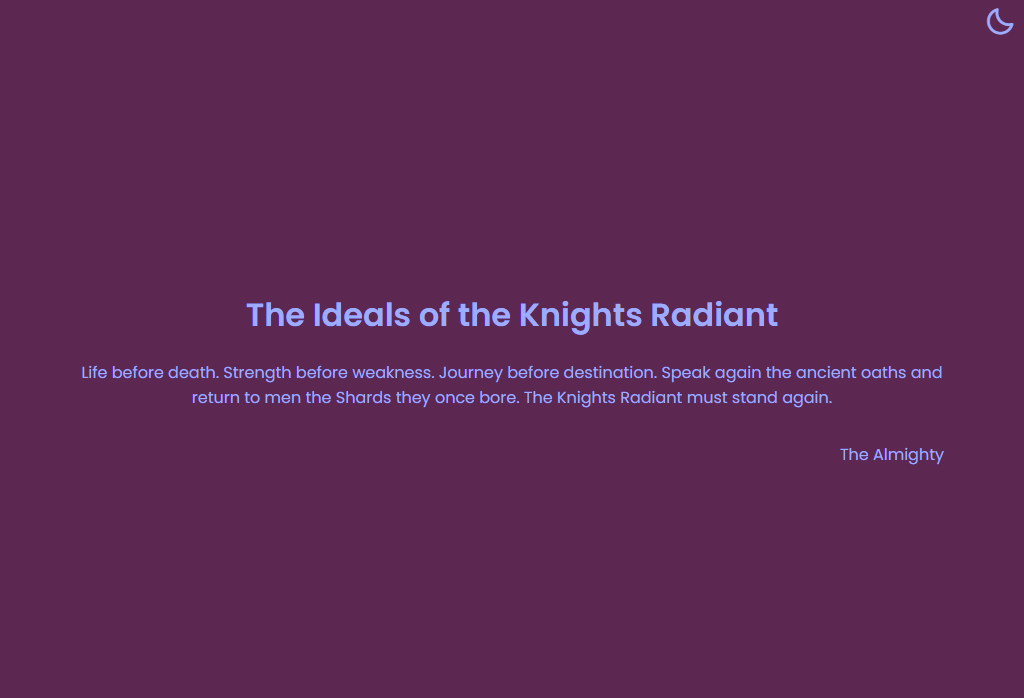 The Ideals of the Knights Radiant
Life before death. Strength before weakness. Journey before destination. Speak again the ancient oaths and
return to men the Shards they once bore. The Knights Radiant must stand again.
The Almighty